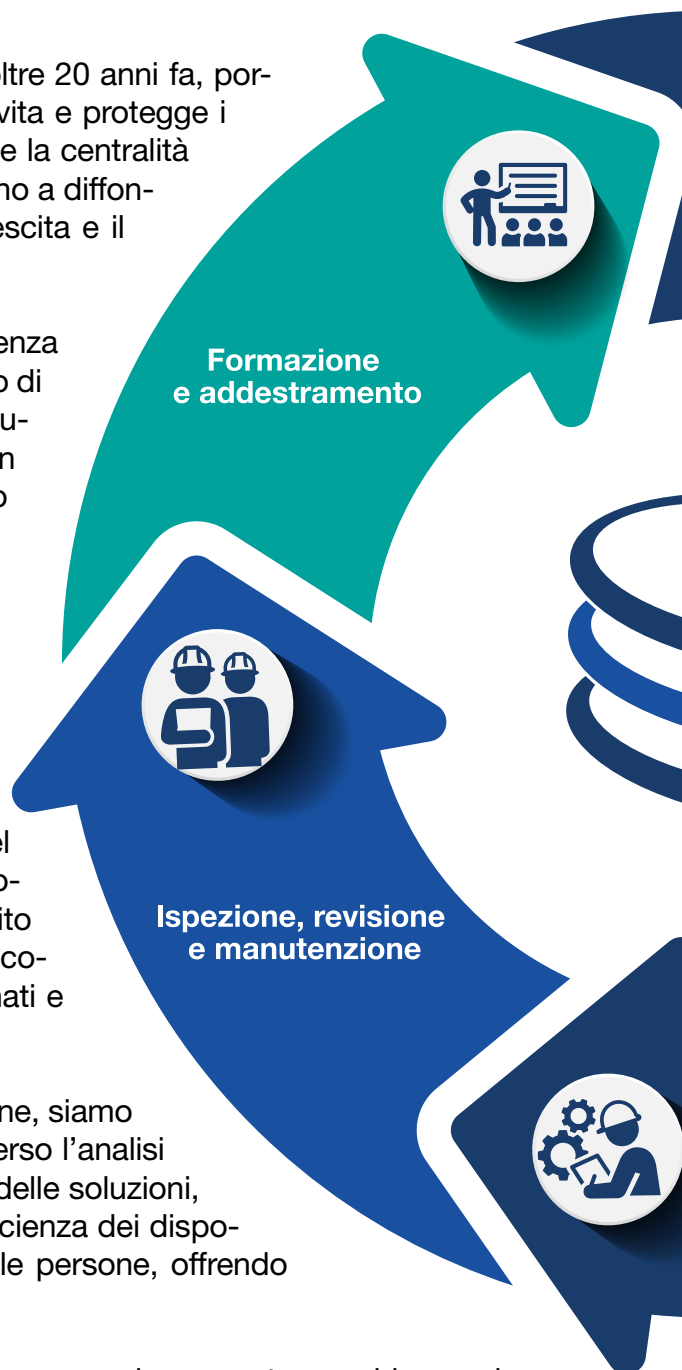 oltre 20 anni fa, por-
vita e protegge i
e la centralità
no a diffon-
escita e il
enza
o di
u-
n
o
Formazione
e addestramento
el
o-
ito
co-
nati e
Ispezione, revisione
e manutenzione
ne, siamo
erso l'analisi
delle soluzioni,
cienza dei dispo-
le persone, offrendo